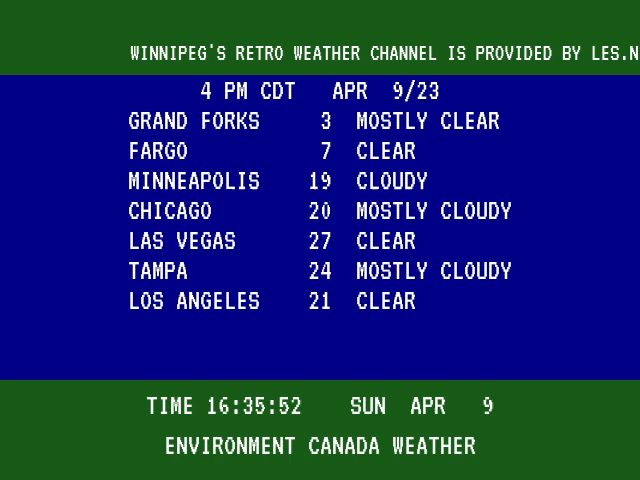 WINNIPEG'S RETRO WEATHER CHANNEL IS PROVIDED BY LES.N
4 PM CDT   APR  9/23
GRAND FORKS     3  MOSTLY CLEAR
FARGO           7  CLEAR
MINNEAPOLIS    19  CLOUDY
CHICAGO        20  MOSTLY CLOUDY
LAS VEGAS      27  CLEAR
TAMPA          24  MOSTLY CLOUDY
LOS ANGELES    21  CLEAR
TIME 16:35:52    SUN  APR   9
ENVIRONMENT CANADA WEATHER